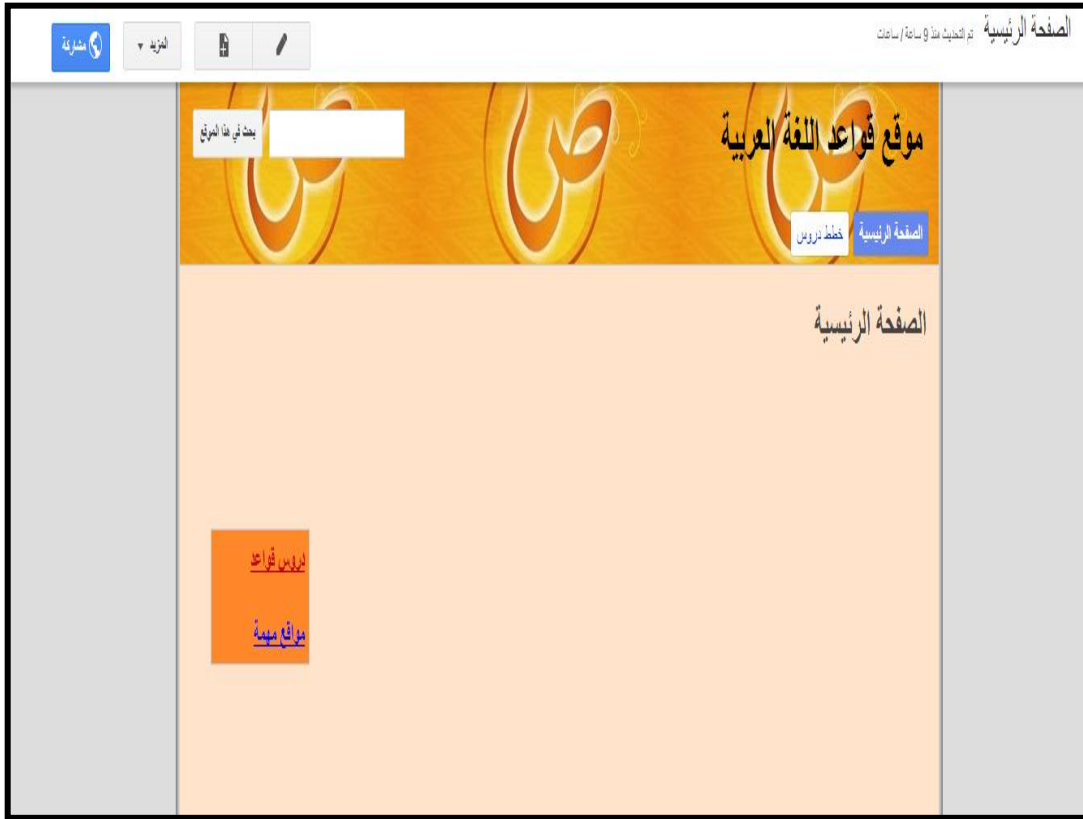 الصفحة الرئيسية تم التحديث منذ 9 ساعة / ساعات
المزيد
مشاركة
موقع قواعد اللغة العربية
بحث في هذا الموقع
الصفحة الرئيسية
خطط دروس
الصفحة الرئيسية
دروس قواعد
مواقع مهمة
ص ص ص